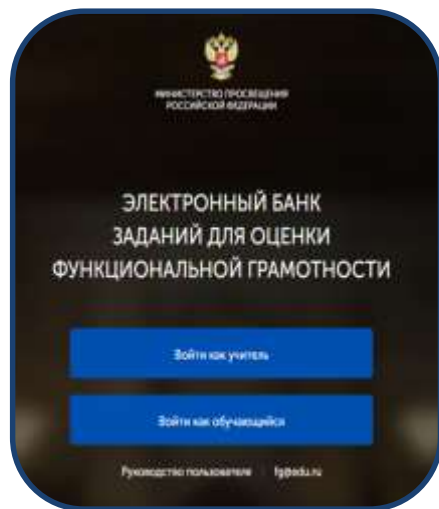 МИНИСТЕРСТВО ПРОСВЕЩЕНИЯ
РОССИЙСКОЙ ФЕДЕРАЦИИ
ЭЛЕКТРОННЫЙ БАНК
ЗАДАНИЙ ДЛЯ ОЦЕНКИ
ФУНКЦИОНАЛЬНОЙ ГРАМОТНОСТИ
Войти как учитель
Войти как обучающийся
Руководство пользователя fg@edu.ru